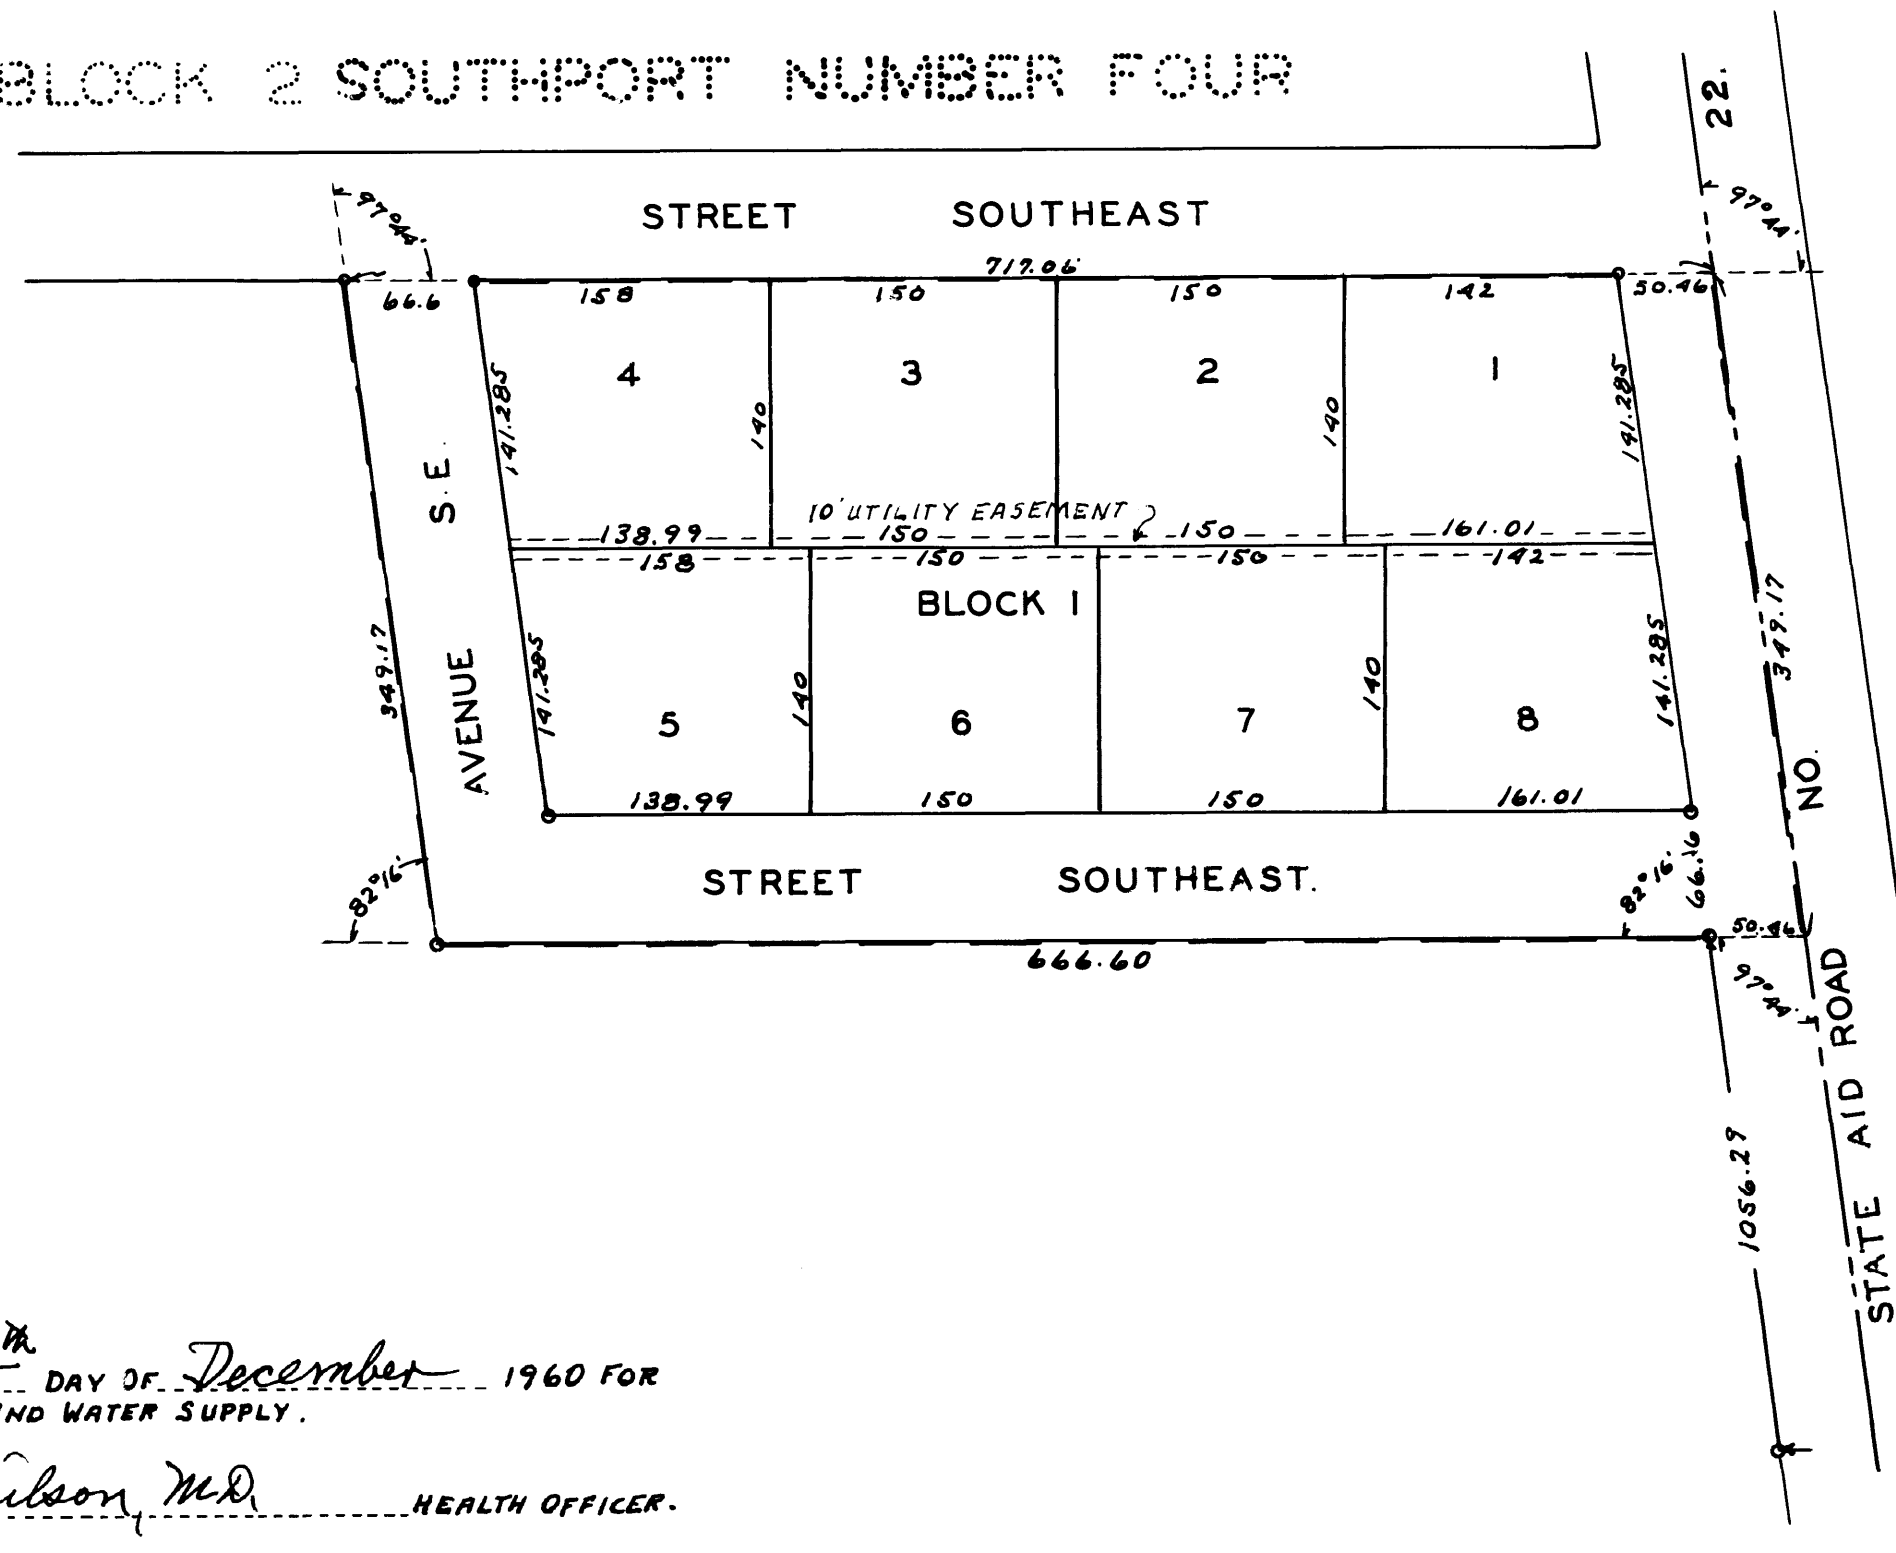 BLOCK 2 SOUTHPORT NUMBER FOUR
22.
97°44'
97°44'
STREET SOUTHEAST
717.06
66.6
158
150
150
142
50.46
4
3
2
1
141.285
140
140
141.285
S.E.
10' UTILITY EASEMENT
138.99
150
150
161.01
158
150
150
142
BLOCK 1
349.17
141.285
140
140
141.285
349.17
AVENUE
5
6
7
8
NO.
138.99
150
150
161.01
82°16'
STREET SOUTHEAST.
82°16'
66.16
50.46
666.60
97°44'
ROAD
AID
1056.29
STATE
th
DAY OF December 1960 FOR
AND WATER SUPPLY.
M.D.
HEALTH OFFICER.